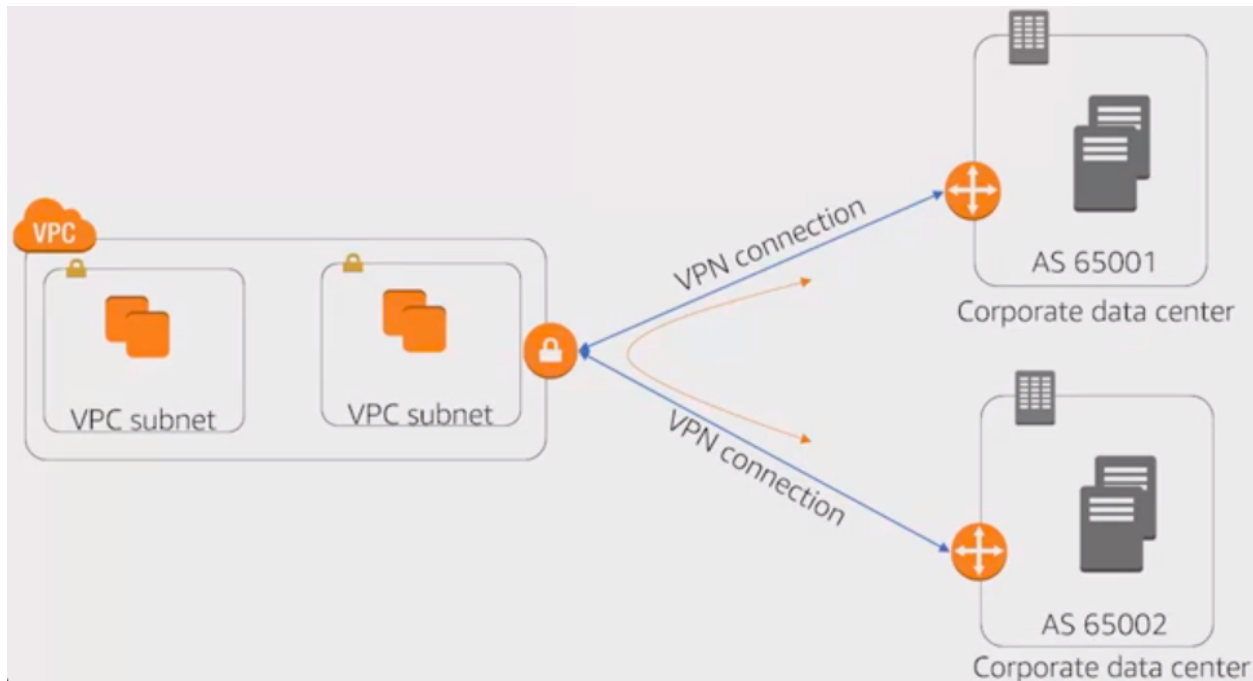 VPC
VPC subnet
VPC subnet
VPN connection
VPN connection
AS 65001
Corporate data center
AS 65002
Corporate data center